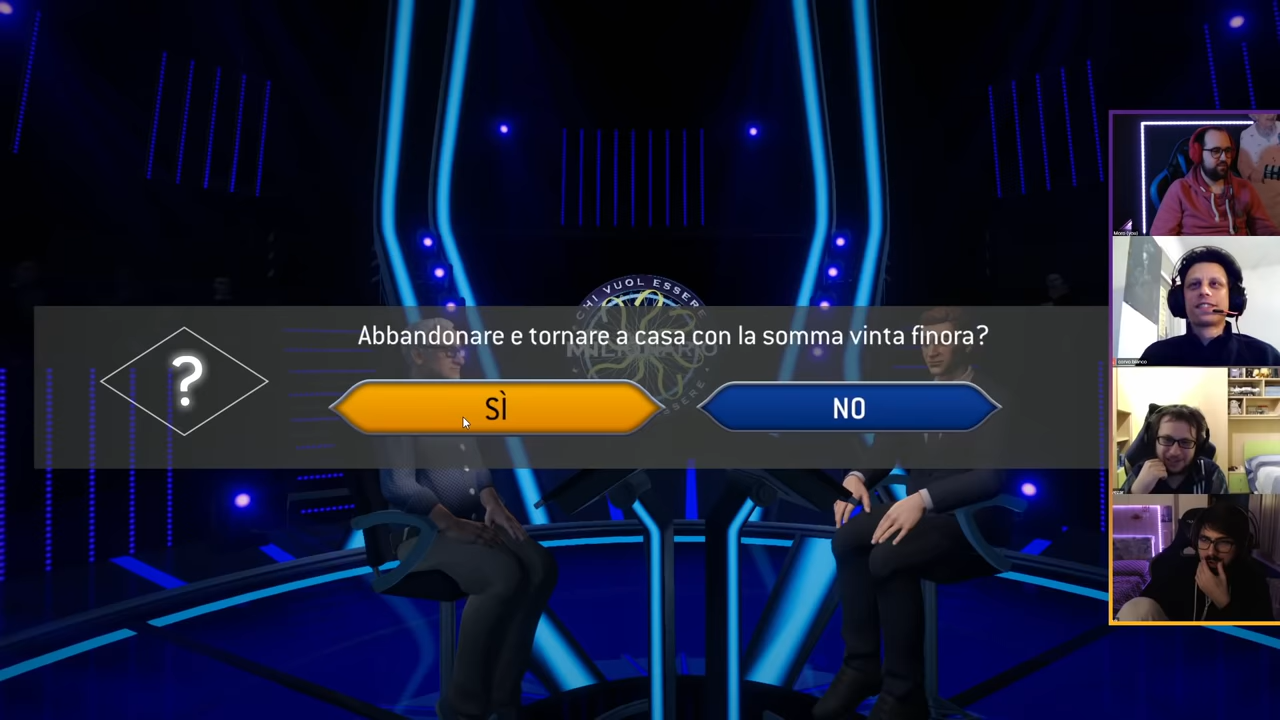 CHI VUOL ESSERE
Abbandonare e tornare a casa con la somma vinta finora?
?
SÌ
NO